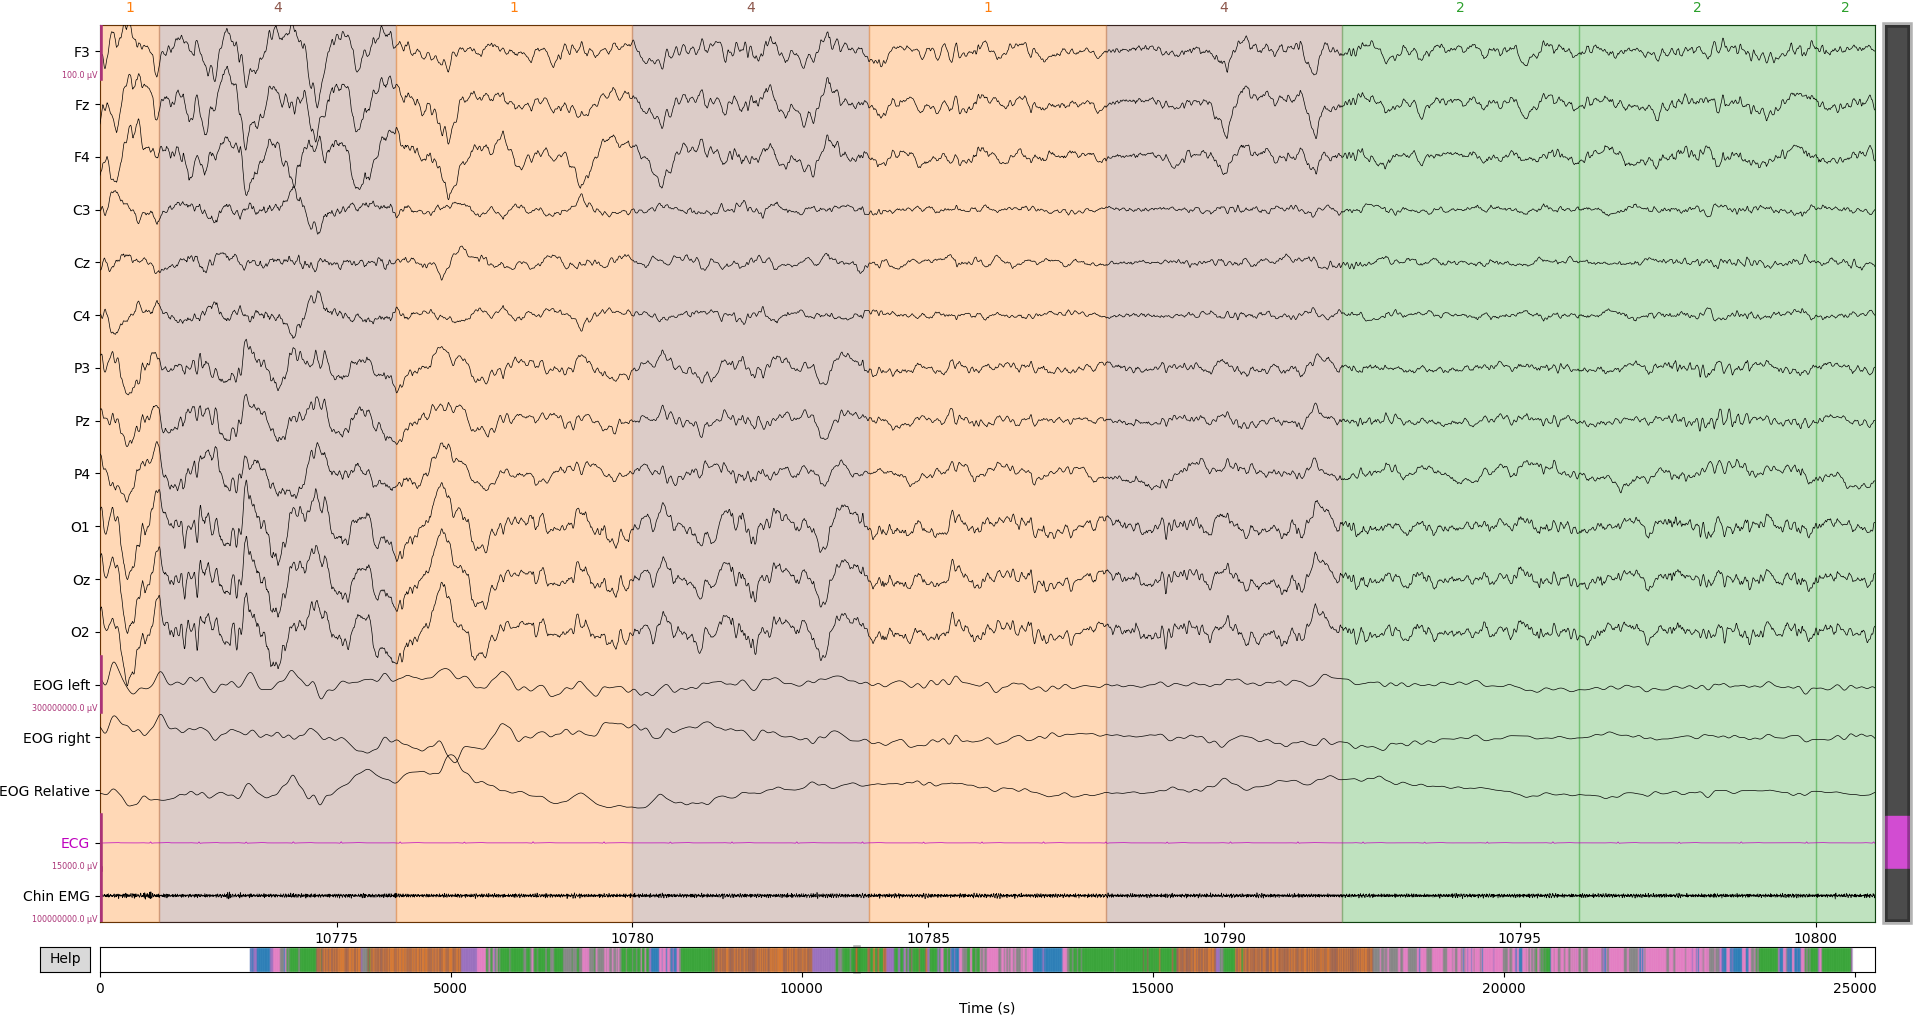 1 4 1 4 1 4 2 2 2
F3
100.0 µV
Fz
F4
C3
Cz
C4
P3
Pz
P4
O1
Oz
O2
EOG left
300000000.0 µV
EOG right
EOG Relative
ECG
15000.0 µV
Chin EMG
100000000.0 µV
10775 10780 10785 10790 10795 10800
Help
0 5000 10000 15000 20000 25000
Time (s)